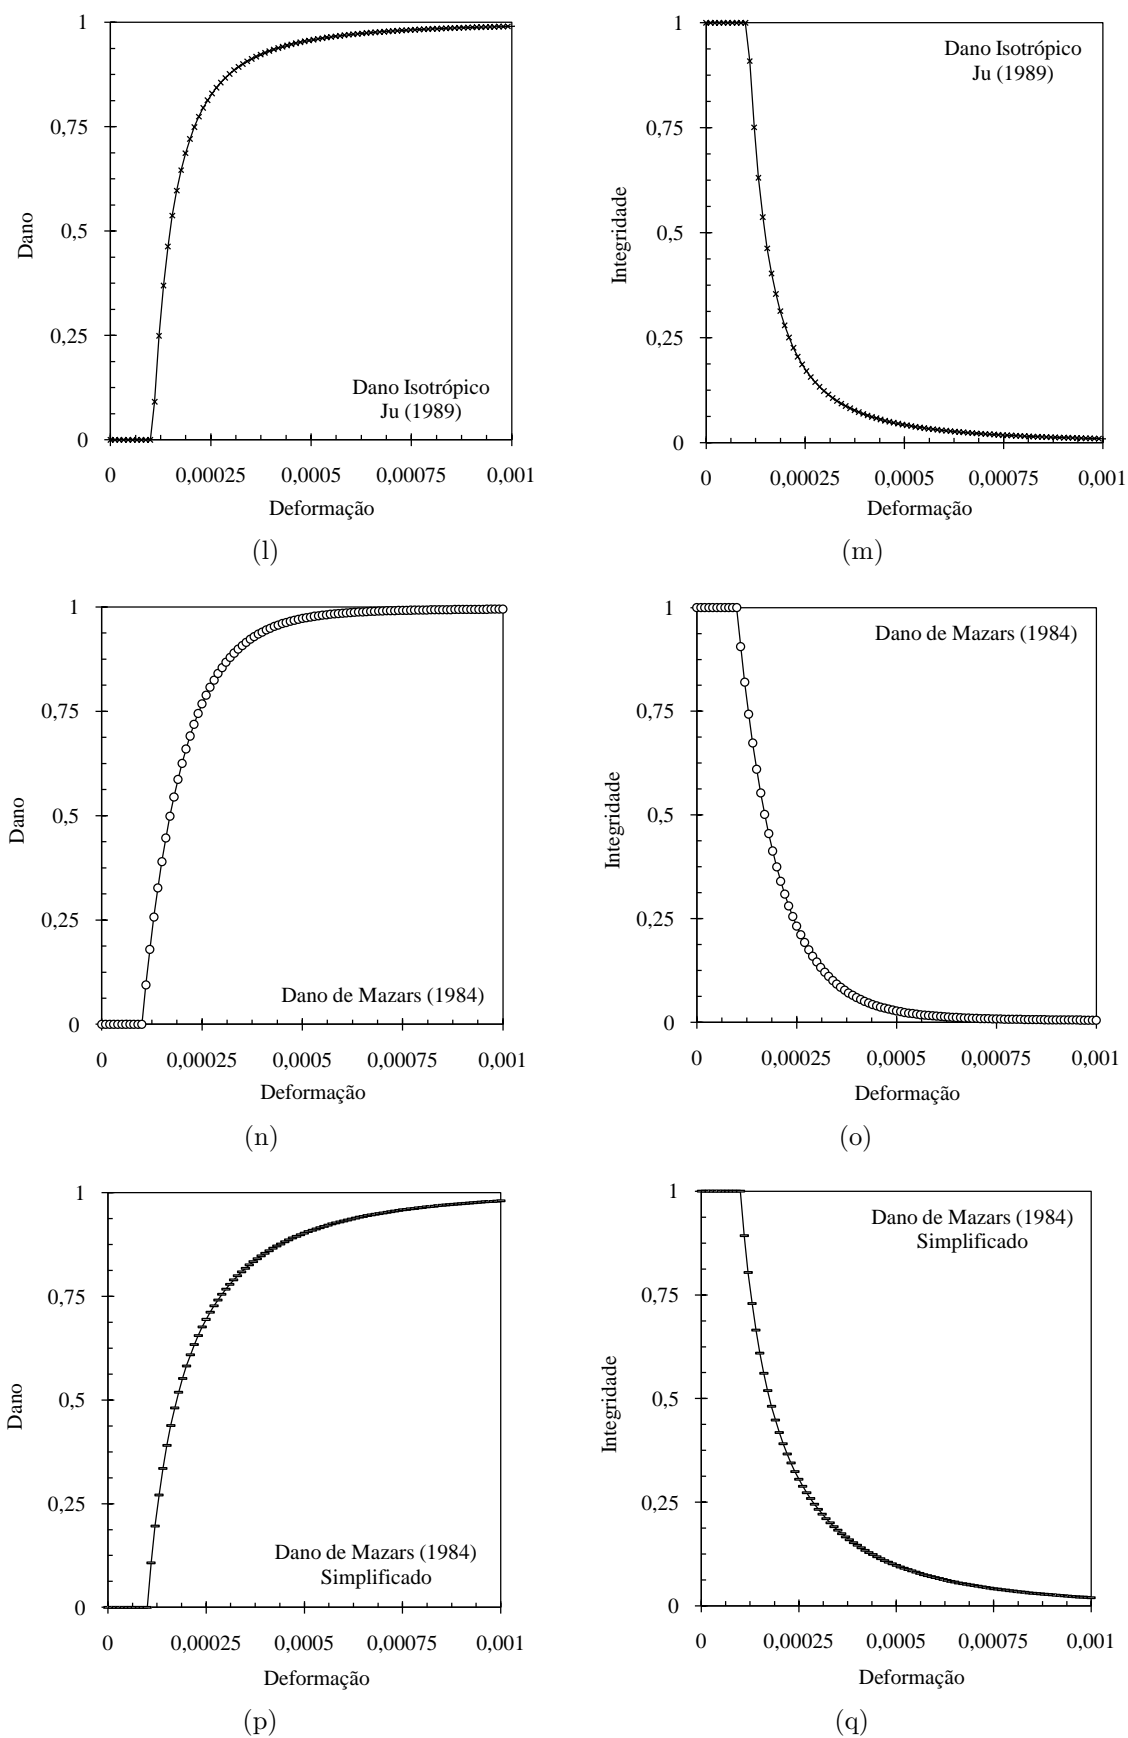 1
0,75
0,5
0,25
0
Dano
Dano Isotrópico
Ju (1989)
0 0,00025 0,0005 0,00075 0,001
Deformação
(l)
1
0,75
0,5
0,25
0
Integridade
Dano Isotrópico
Ju (1989)
0 0,00025 0,0005 0,00075 0,001
Deformação
(m)
1
0,75
0,5
0,25
0
Dano
Dano de Mazars (1984)
0 0,00025 0,0005 0,00075 0,001
Deformação
(n)
1
0,75
0,5
0,25
0
Integridade
Dano de Mazars (1984)
0 0,00025 0,0005 0,00075 0,001
Deformação
(o)
1
0,75
0,5
0,25
0
Dano
Dano de Mazars (1984)
Simplificado
0 0,00025 0,0005 0,00075 0,001
Deformação
(p)
1
0,75
0,5
0,25
0
Integridade
Dano de Mazars (1984)
Simplificado
0 0,00025 0,0005 0,00075 0,001
Deformação
(q)